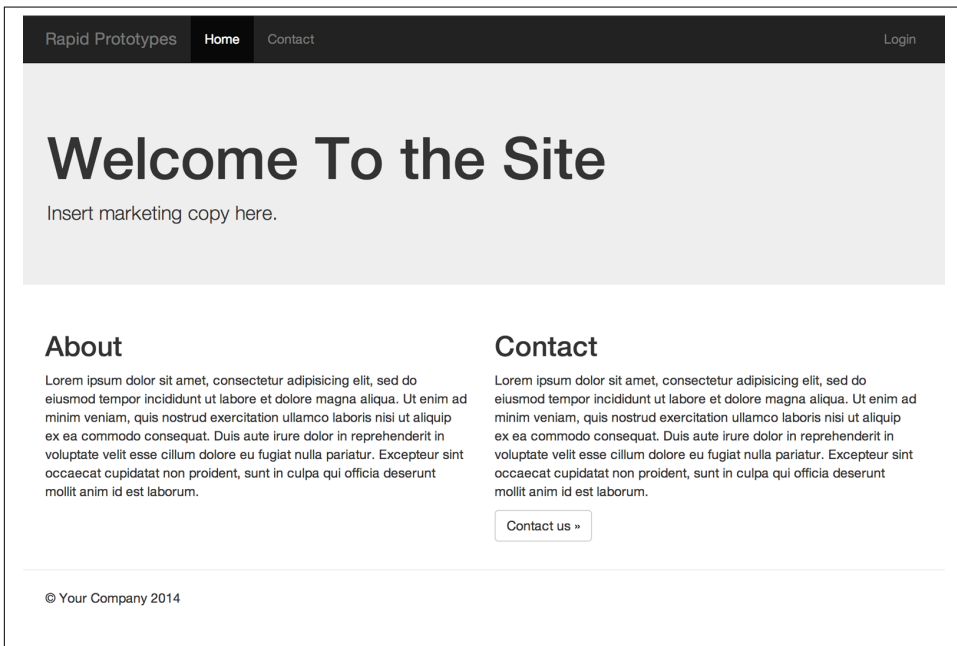 Rapid Prototypes Home Contact Login
Welcome To the Site
Insert marketing copy here.
About
Lorem ipsum dolor sit amet, consectetur adipisicing elit, sed do
eiusmod tempor incididunt ut labore et dolore magna aliqua. Ut enim ad
minim veniam, quis nostrud exercitation ullamco laboris nisi ut aliquip
ex ea commodo consequat. Duis aute irure dolor in reprehenderit in
voluptate velit esse cillum dolore eu fugiat nulla pariatur. Excepteur sint
occaecat cupidatat non proident, sunt in culpa qui officia deserunt
mollit anim id est laborum.
Contact
Lorem ipsum dolor sit amet, consectetur adipisicing elit, sed do
eiusmod tempor incididunt ut labore et dolore magna aliqua. Ut enim ad
minim veniam, quis nostrud exercitation ullamco laboris nisi ut aliquip
ex ea commodo consequat. Duis aute irure dolor in reprehenderit in
voluptate velit esse cillum dolore eu fugiat nulla pariatur. Excepteur sint
occaecat cupidatat non proident, sunt in culpa qui officia deserunt
mollit anim id est laborum.
Contact us »
© Your Company 2014